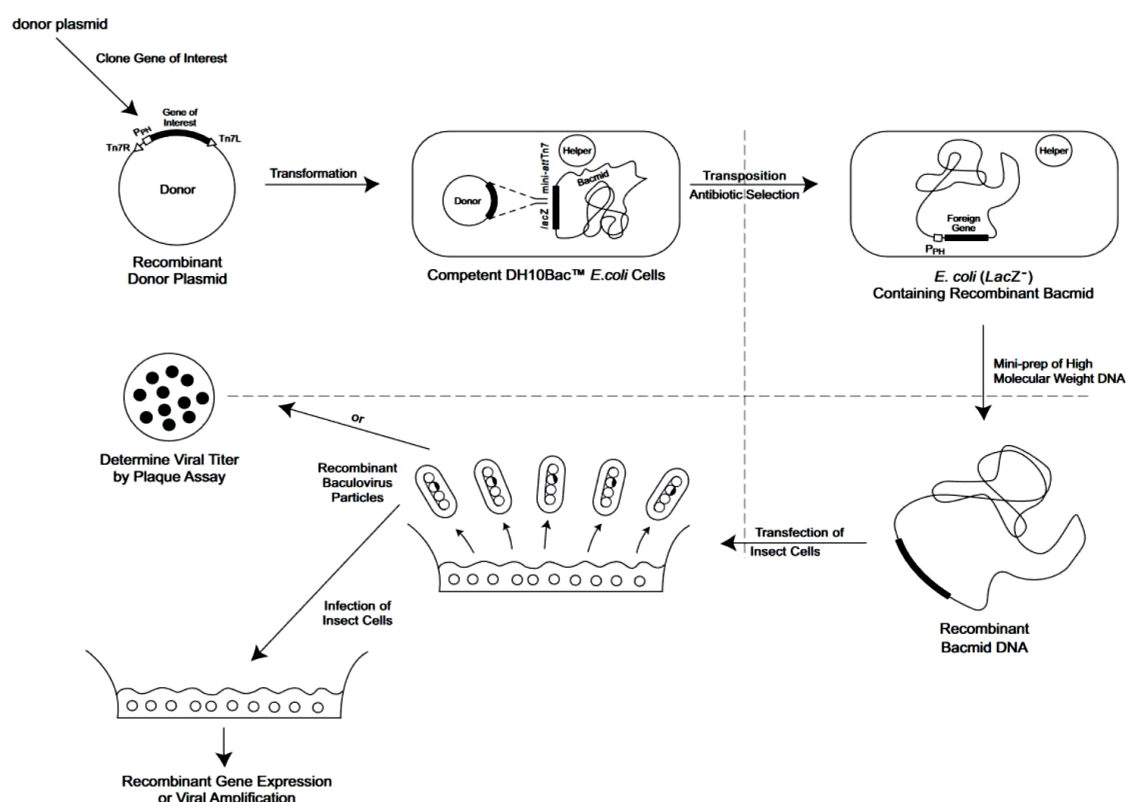 donor plasmid
Clone Gene of Interest
Gene of
Interest
PPH
Tn7R
Tn7L
Donor
Recombinant
Donor Plasmid
Transformation
Helper
mini-attTn7
lacZ
Bacmid
Donor
Competent DH10Bac™ E.coli Cells
Transposition
Antibiotic Selection
Helper
Foreign
Gene
PPH
E. coli (LacZ⁻)
Containing Recombinant Bacmid
Mini-prep of High
Molecular Weight DNA
Recombinant
Bacmid DNA
Transfection of
Insect Cells
Recombinant
Baculovirus
Particles
or
Determine Viral Titer
by Plaque Assay
Infection of
Insect Cells
Recombinant Gene Expression
or Viral Amplification